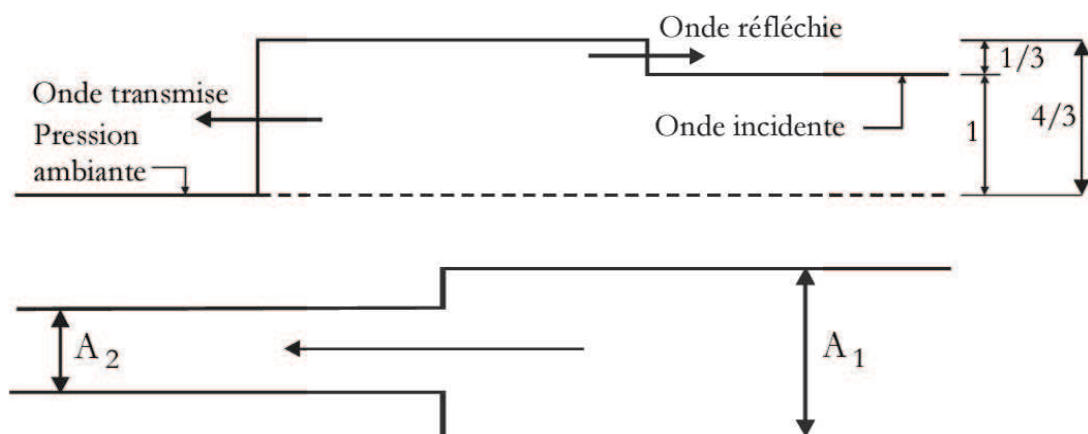 Onde réfléchie
1/3
Onde transmise
Pression
ambiante
Onde incidente
1
4/3
A2
A1